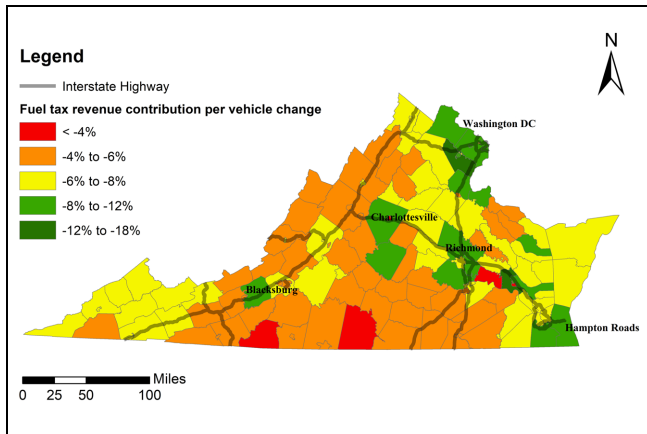 Legend
Interstate Highway
Fuel tax revenue contribution per vehicle change
< -4%
-4% to -6%
-6% to -8%
-8% to -12%
-12% to -18%
N
Washington DC
Charlottesville
Richmond
Blacksburg
Hampton Roads
Miles
0 25 50 100